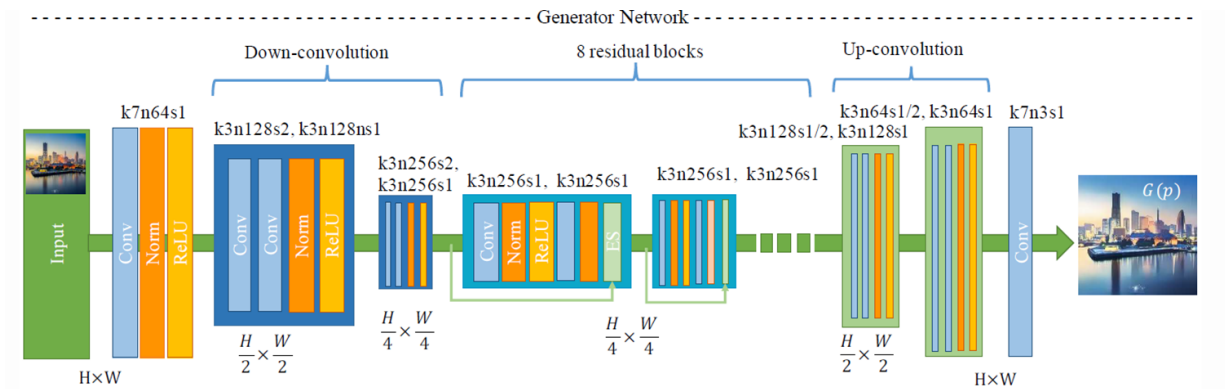 Generator Network
Down-convolution
8 residual blocks
Up-convolution
k7n64s1
k3n128s2, k3n128ns1
k3n256s2,
k3n256s1
k3n256s1, k3n256s1
k3n256s1, k3n256s1
k3n128s1/2, k3n128s1
k3n64s1/2, k3n64s1
k7n3s1
Input
Conv
Norm
ReLU
Conv
Conv
Norm
ReLU
Conv
Norm
ReLU
ES
Conv
G(p)
H×W
H/2 × W/2
H/4 × W/4
H/4 × W/4
H/2 × W/2
H×W